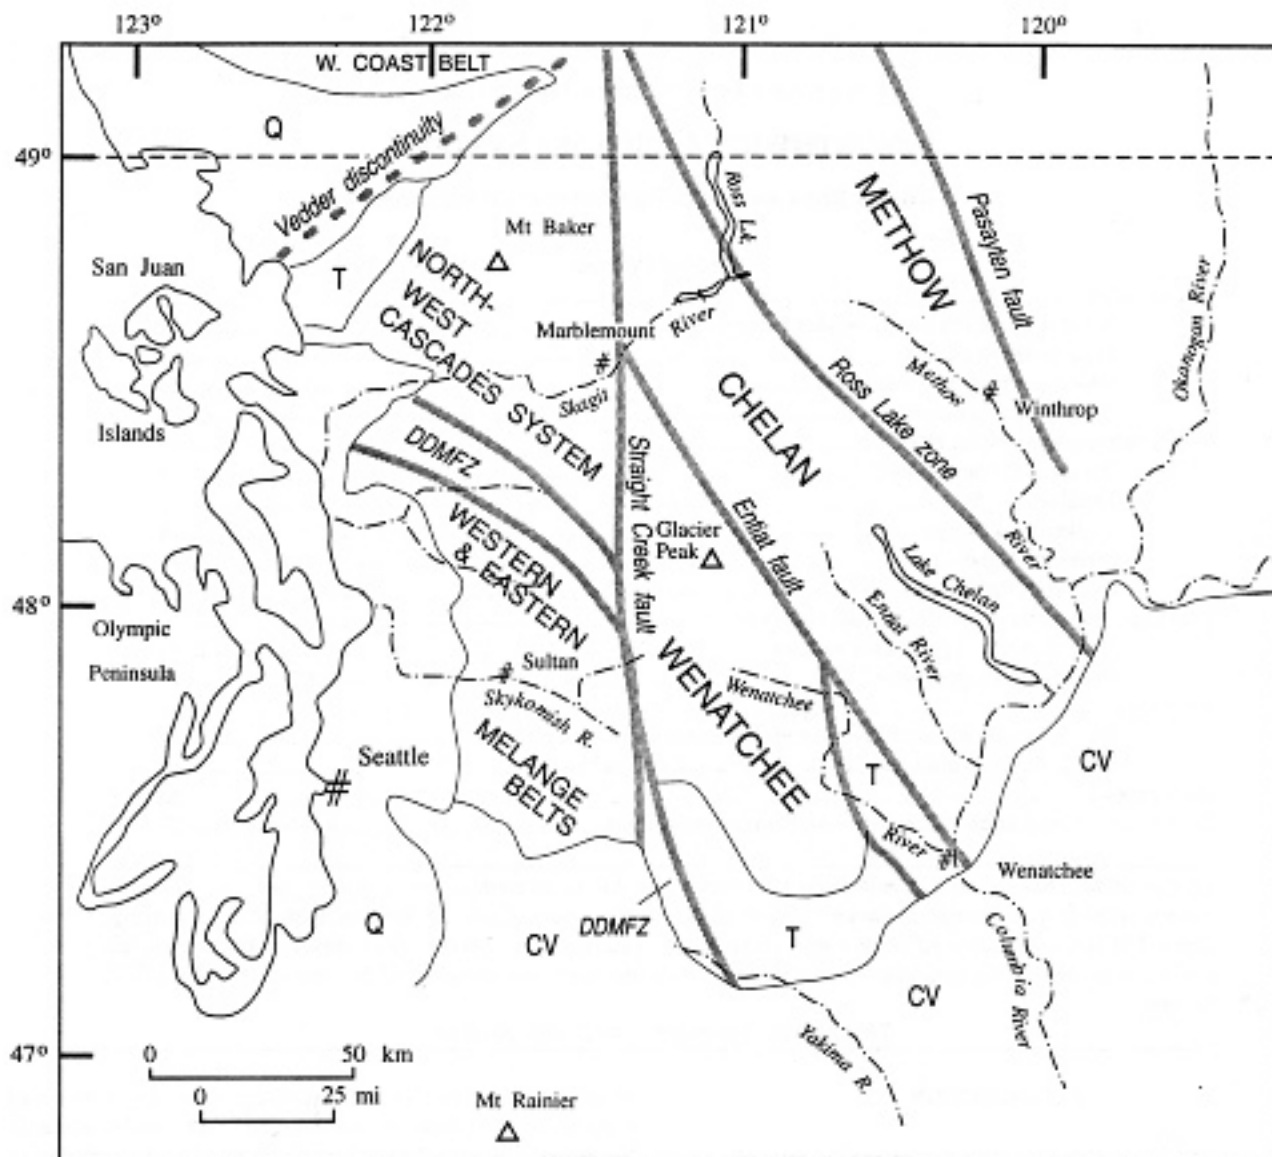 123º
122º
121º
120º
W. COAST BELT
Q
Vedder discontinuity
49º
Ross Lk.
METHOW
Pasayten fault
Okanogan River
Mt Baker
San Juan
T
NORTH-
WEST
CASCADES SYSTEM
Marblemount
River
Skagit
Islands
CHELAN
Ross Lake zone
Methow
Winthrop
River
DDMFZ
Straight Creek fault
Glacier
Peak
Entiat fault
WESTERN
& EASTERN
Lake Chelan
Entiat River
48º
Olympic
Peninsula
Sultan
Skykomish R.
WENATCHEE
Wenatchee
River
MELANGE
BELTS
Seattle
T
CV
Wenatchee
Q
CV
DDMFZ
T
CV
Columbia River
Yakima R.
47º
0 50 km
0 25 mi
Mt Rainier